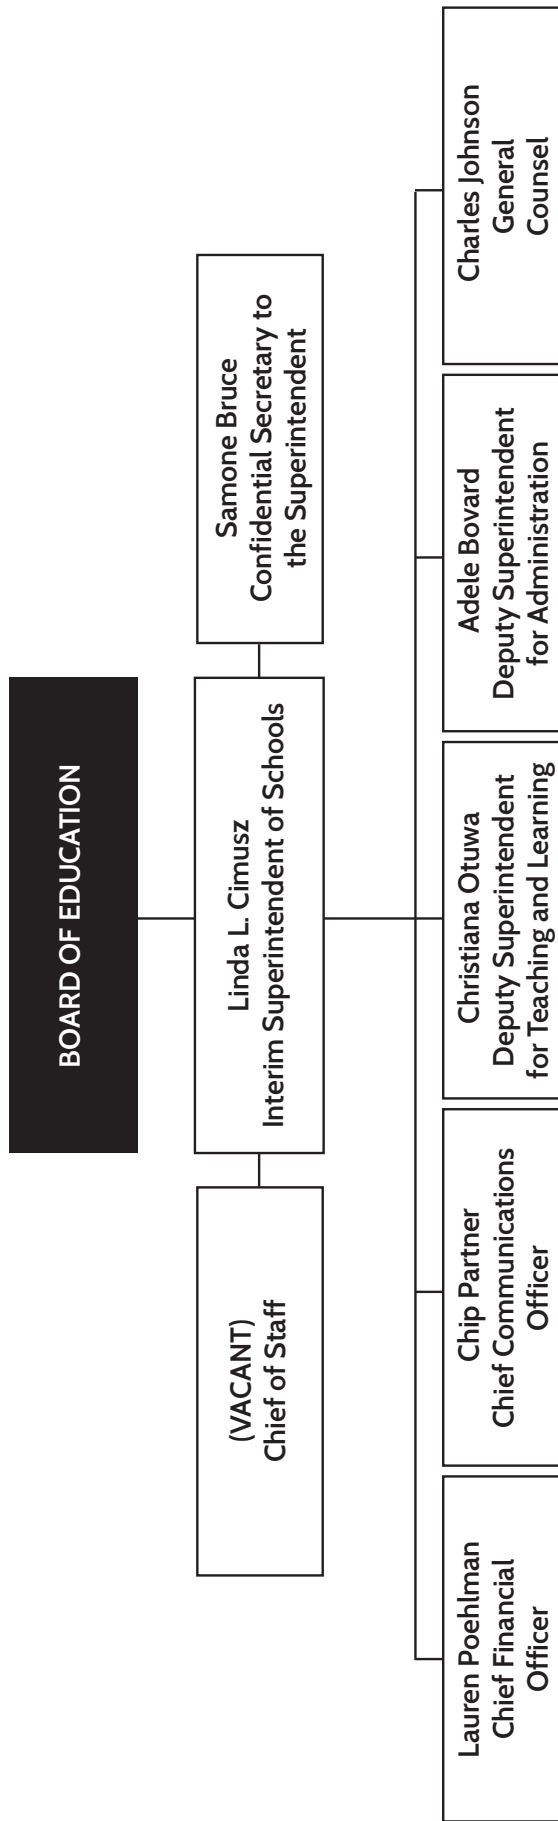 BOARD OF EDUCATION
(VACANT)
Chief of Staff
Linda L. Cimusz
Interim Superintendent of Schools
Samone Bruce
Confidential Secretary to
the Superintendent
Lauren Poehlman
Chief Financial
Officer
Chip Partner
Chief Communications
Officer
Christiana Otuwa
Deputy Superintendent
for Teaching and Learning
Adele Bovard
Deputy Superintendent
for Administration
Charles Johnson
General
Counsel